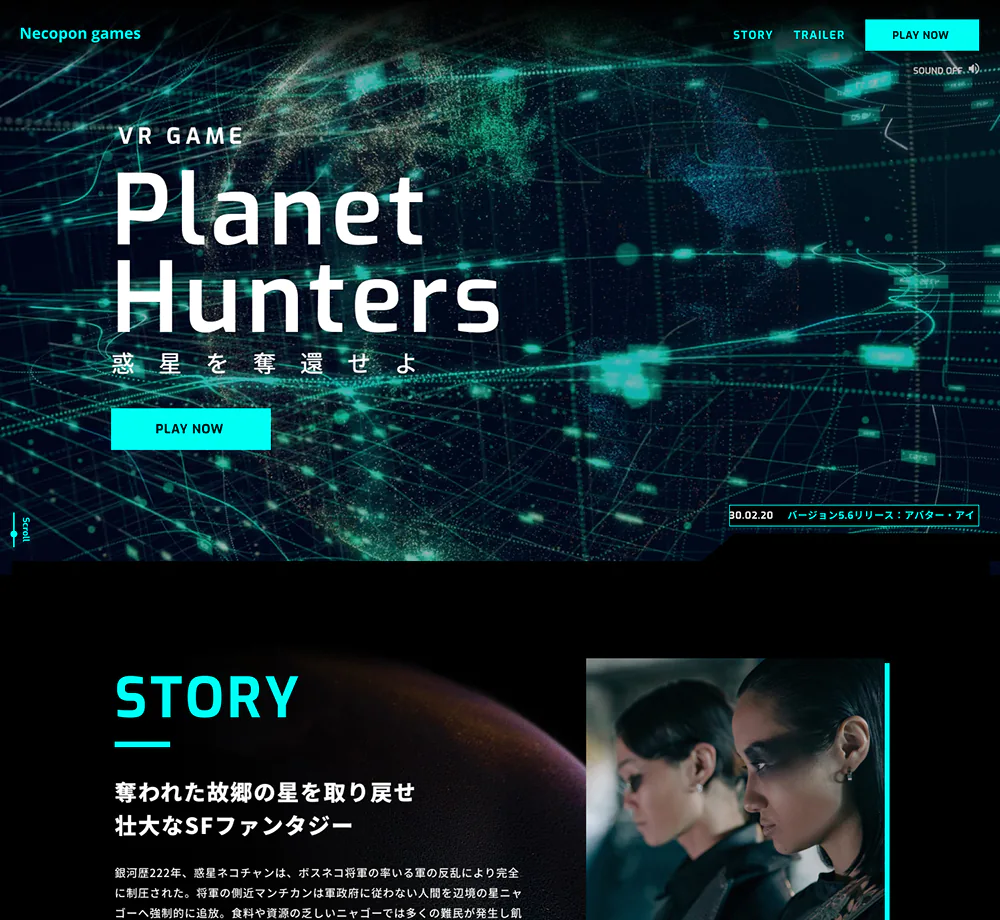 Necopon games
STORY TRAILER PLAY NOW
SOUND OFF
VR GAME
Planet
Hunters
惑星を奪還せよ
PLAY NOW
Scroll
30.02.20 バージョン5.6リリース：アバター・アイ
STORY
奪われた故郷の星を取り戻せ
壮大なSFファンタジー
銀河歴222年、惑星ネコチャンは、ボスネコ将軍の率いる軍の反乱により完全
に制圧された。将軍の側近マンチカンは軍政府に従わない人間を辺境の星ニャ
ゴーへ強制的に追放。食料や資源の乏しいニャゴーでは多くの難民が発生し飢